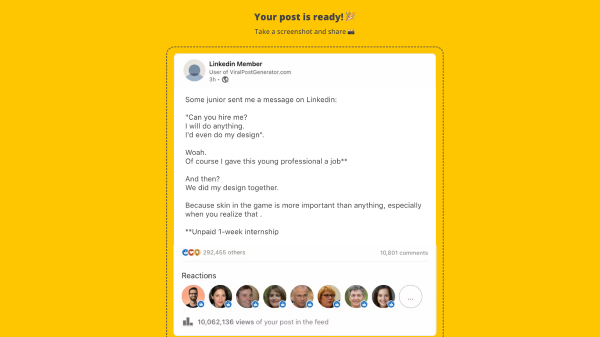 Your post is ready! 🎉
Take a screenshot and share 📸
Linkedin Member
User of ViralPostGenerator.com
3h •
Some junior sent me a message on Linkedin:
"Can you hire me?
I will do anything.
I'd even do my design".
Woah.
Of course I gave this young professional a job**
And then?
We did my design together.
Because skin in the game is more important than anything, especially
when you realize that .
**Unpaid 1-week internship
292,455 others
10,801 comments
Reactions
...
10,062,136 views of your post in the feed